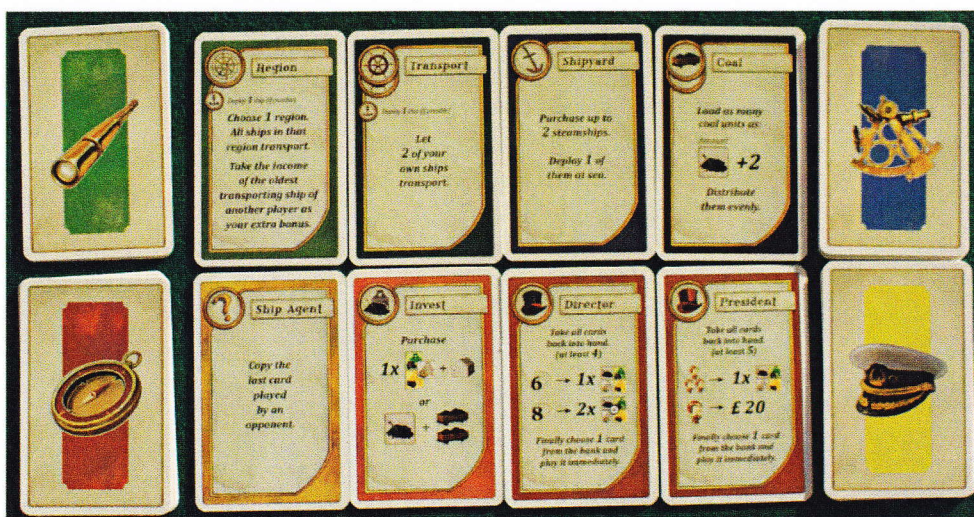 Region
Deploy 1 ship (if possible)
Choose 1 region.
All ships in that
region transport.
Take the income
of the oldest
transporting ship of
another player as
your extra bonus.
Transport
Deploy 1 ship (if possible)
Let
2 of your
own ships
transport.
Shipyard
Purchase up to
2 steamships.
Deploy 1 of
them at sea.
Coal
Load as many
coal units as:
+2
Distribute
them evenly.
Ship Agent
Copy the
last card
played
by an
opponent.
Invest
Purchase
1x +
or
+
Director
Take all cards
back into hand.
(at least 4)
6 → 1x
8 → 2x
Finally choose 1 card
from the bank and
play it immediately.
President
Take all cards
back into hand.
(at least 5)
→ 1x
→ £20
Finally choose 1 card
from the bank and
play it immediately.